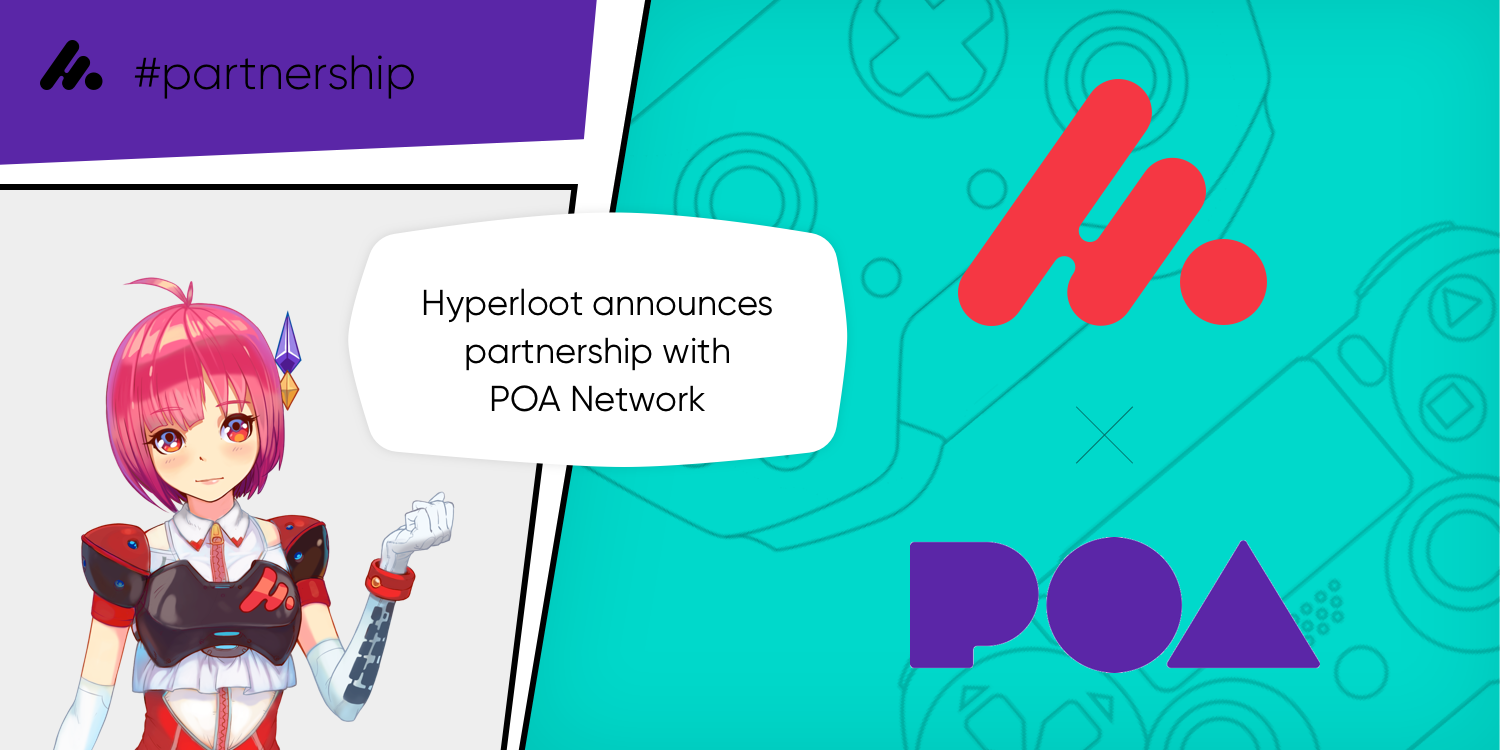 #partnership
Hyperloot announces
partnership with
POA Network
POA